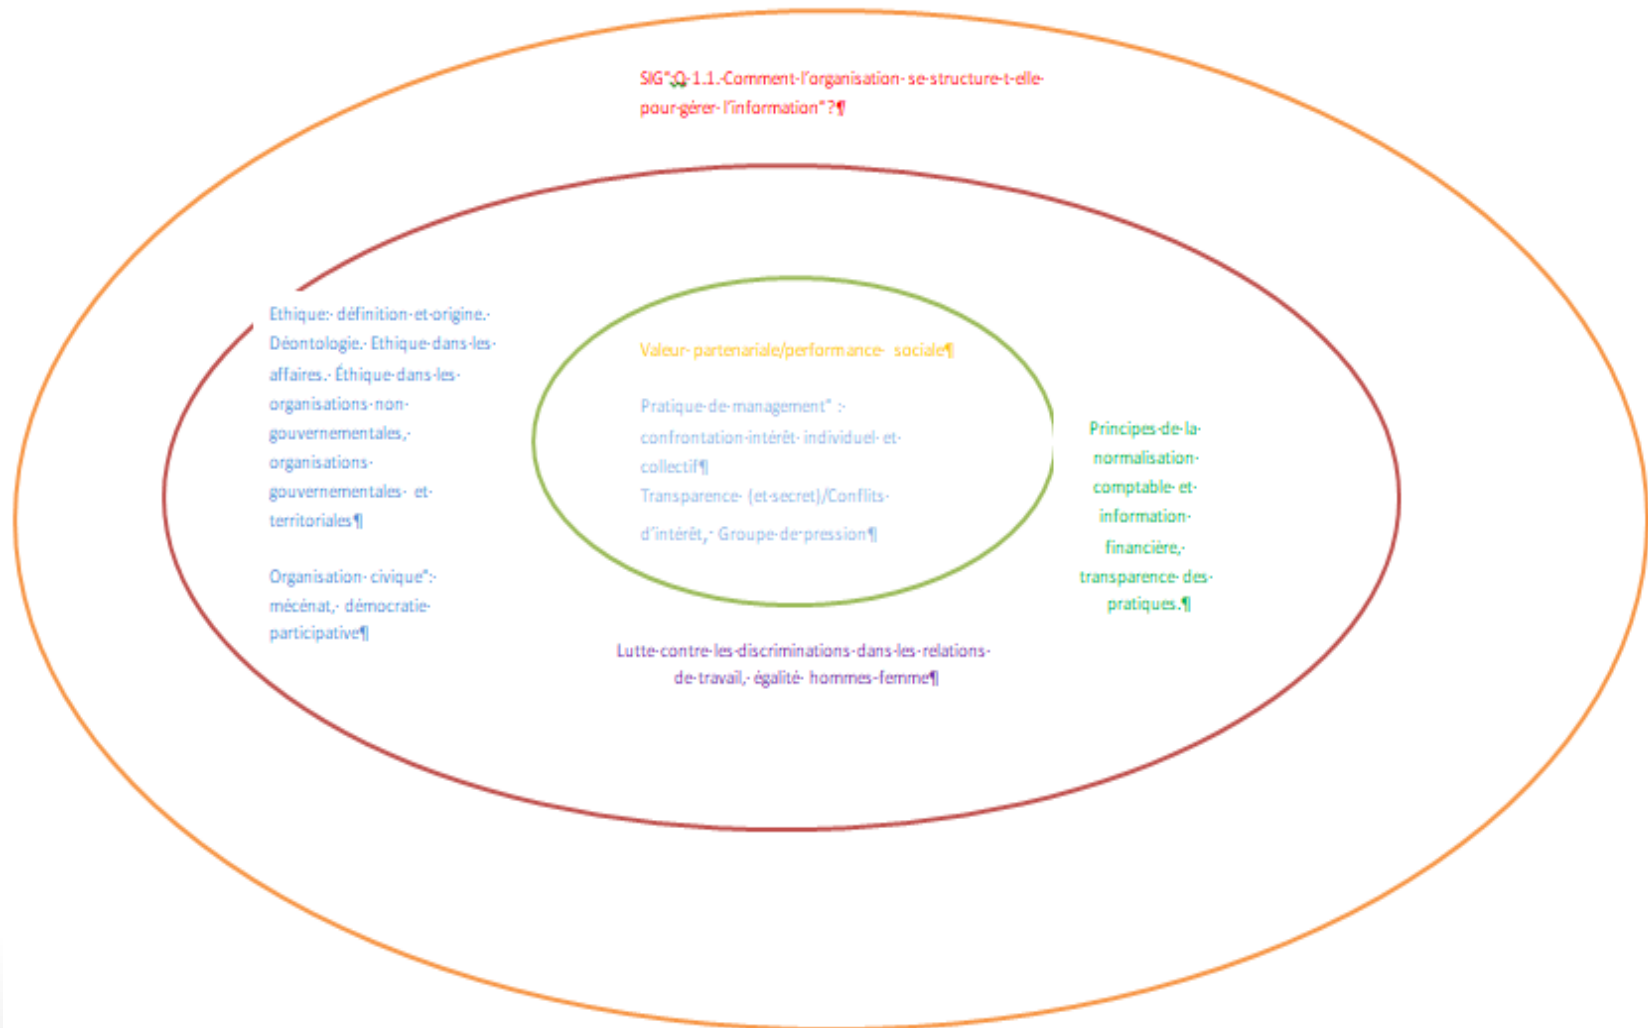 SIG" :Q 1.1. Comment l'organisation se structure-t-elle
pour gérer l'information" ?¶
Ethique: définition et origine.
Déontologie. Ethique dans les
affaires. Éthique dans les
organisations non
gouvernementales,
organisations
gouvernementales et
territoriales¶
Organisation civique":
mécénat, démocratie
participative¶
Valeur partenariale/performance sociale¶
Pratique de management" :
confrontation intérêt individuel et
collectif¶
Transparence (et secret)/Conflits
d'intérêt, Groupe de pression¶
Principes de la
normalisation
comptable et
information
financière,
transparence des
pratiques.¶
Lutte contre les discriminations dans les relations
de travail, égalité hommes-femme¶